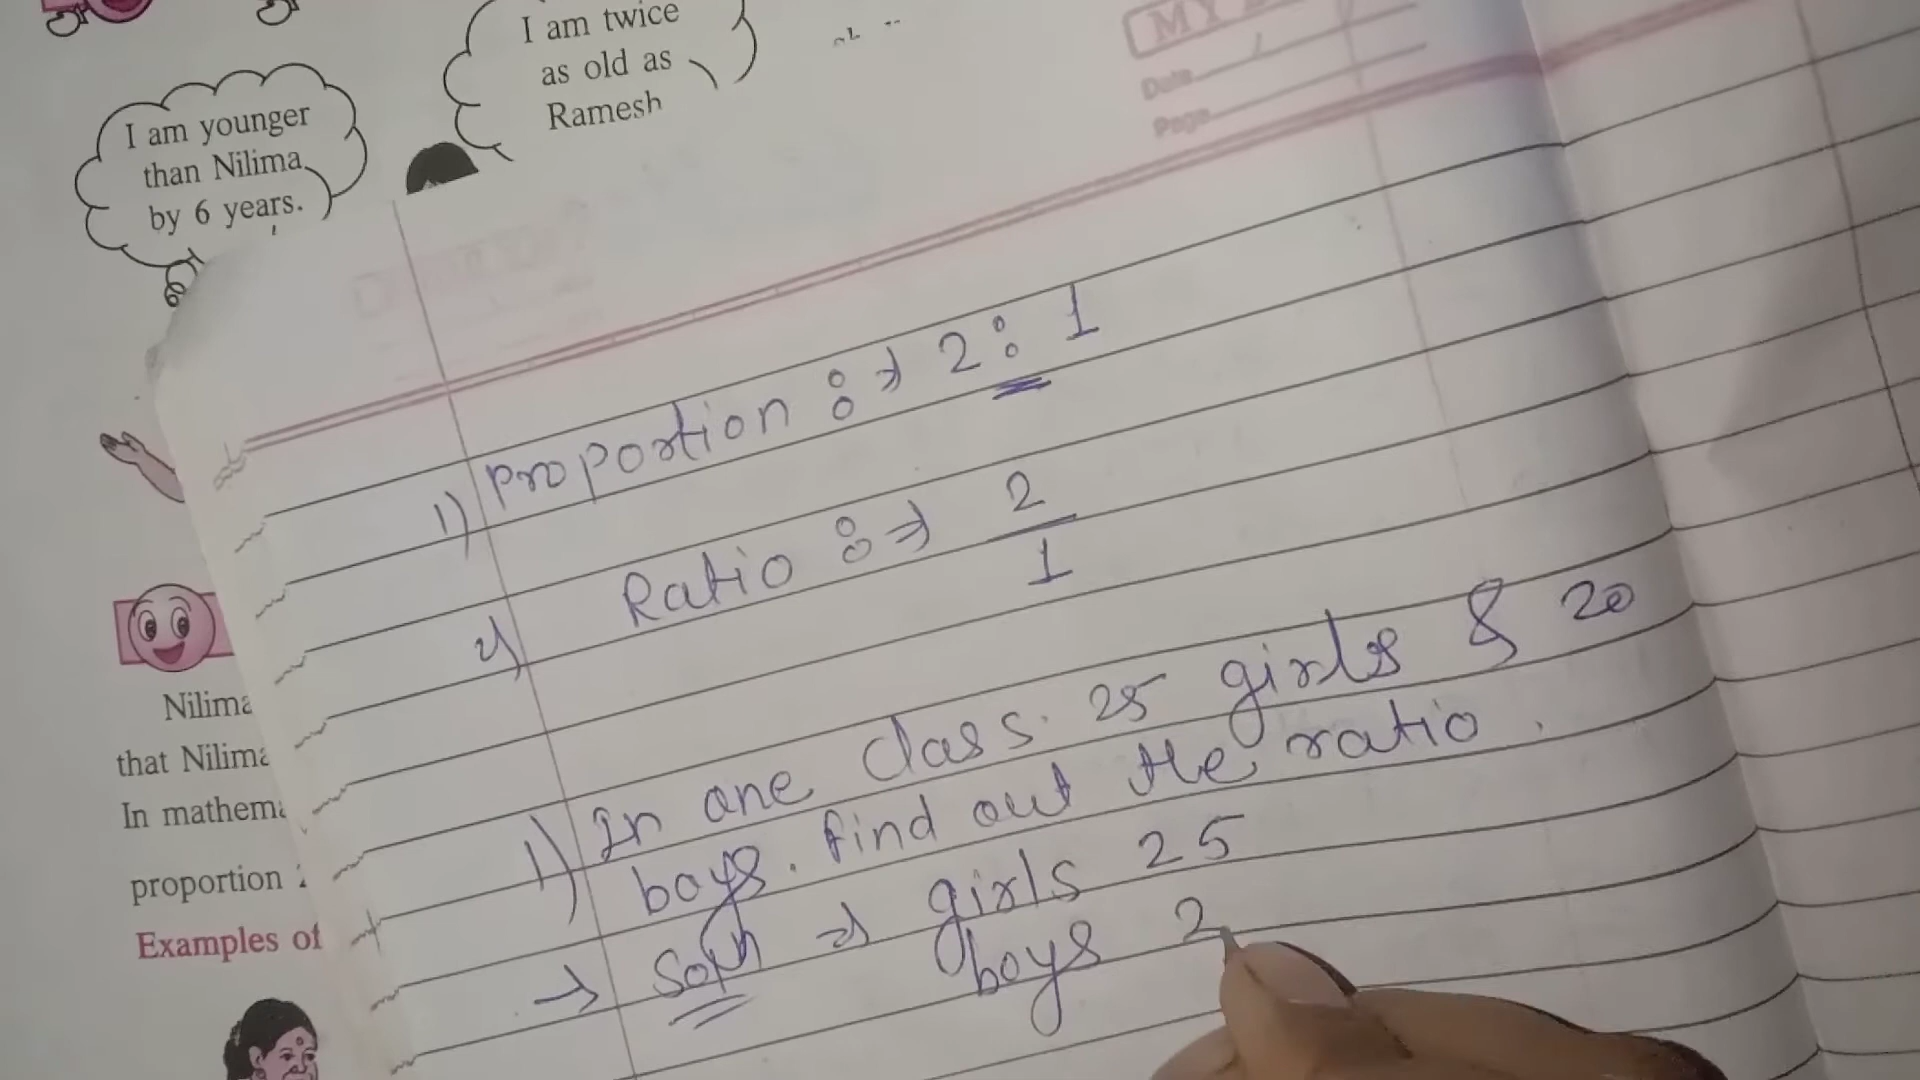 I am twice
as old as
Ramesh
I am younger
than Nilima
by 6 years.
MY
Date
Page
1) Proportion :→ 2 : 1
2) Ratio :⇒ 2
1
1) In one class. 25 girls & 20
boys. find out the ratio.
→ Soln ⇒ girls 25
boys 2
Nilima
that Nilima
In mathema
proportion
Examples of